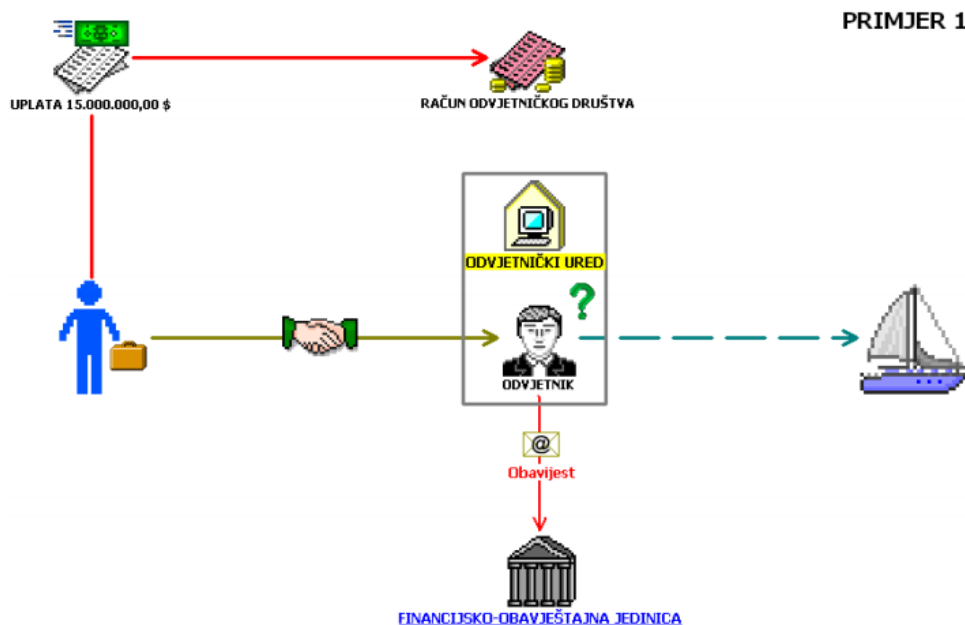 PRIMJER 1
UPLATA 15.000.000,00 $
RAČUN ODVJETNIČKOG DRUŠTVA
ODVJETNIČKI URED
?
ODVJETNIK
@
Obavijest
FINANCIJSKO-OBAVJEŠTAJNA JEDINICA